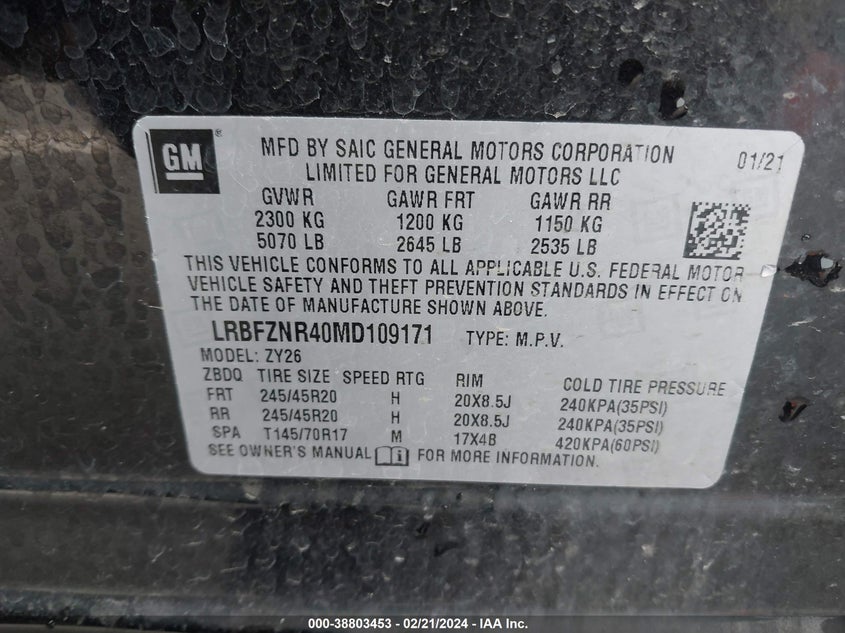 GM
MFD BY SAIC GENERAL MOTORS CORPORATION 01/21
LIMITED FOR GENERAL MOTORS LLC
GVWR GAWR FRT GAWR RR
2300 KG 1200 KG 1150 KG
5070 LB 2645 LB 2535 LB
THIS VEHICLE CONFORMS TO ALL APPLICABLE U.S. FEDERAL MOTOR
VEHICLE SAFETY AND THEFT PREVENTION STANDARDS IN EFFECT ON
THE DATE OF MANUFACTURE SHOWN ABOVE.
LRBFZNR40MD109171 TYPE: M.P.V.
MODEL: ZY26
ZBDQ TIRE SIZE SPEED RTG RIM COLD TIRE PRESSURE
FRT 245/45R20 H 20X8.5J 240KPA(35PSI)
RR 245/45R20 H 20X8.5J 240KPA(35PSI)
SPA T145/70R17 M 17X4B 420KPA(60PSI)
SEE OWNER'S MANUAL i FOR MORE INFORMATION.
000-38803453 - 02/21/2024 - IAA Inc.